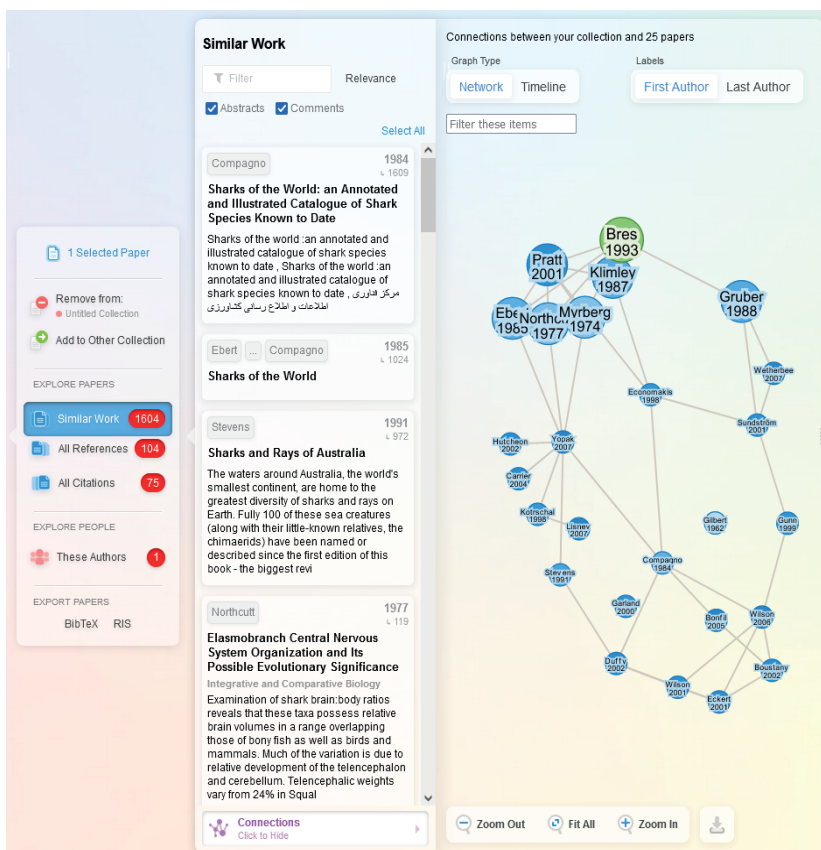 1 Selected Paper
Remove from:
Untitled Collection
Add to Other Collection
EXPLORE PAPERS
Similar Work 1604
All References 104
All Citations 75
EXPLORE PEOPLE
These Authors 1
EXPORT PAPERS
BibTeX RIS
Similar Work
Filter Relevance
Abstracts Comments
Select All
Compagno 1984
1609
Sharks of the World: an Annotated
and Illustrated Catalogue of Shark
Species Known to Date
Sharks of the world :an annotated and
illustrated catalogue of shark species
known to date , Sharks of the world :an
annotated and illustrated catalogue of
shark species known to date , مرکز فناوری
اطلاعات و اطلاع رسانی کشاورزی
Ebert ... Compagno 1985
1024
Sharks of the World
Stevens 1991
972
Sharks and Rays of Australia
The waters around Australia, the world's
smallest continent, are home to the
greatest diversity of sharks and rays on
Earth. Fully 100 of these sea creatures
(along with their little-known relatives, the
chimaerids) have been named or
described since the first edition of this
book - the biggest revi
Northcutt 1977
119
Elasmobranch Central Nervous
System Organization and Its
Possible Evolutionary Significance
Integrative and Comparative Biology
Examination of shark brain:body ratios
reveals that these taxa possess relative
brain volumes in a range overlapping
those of bony fish as well as birds and
mammals. Much of the variation is due to
relative development of the telencephalon
and cerebellum. Telencephalic weights
vary from 24% in Squal
Connections
Click to Hide
Connections between your collection and 25 papers
Graph Type Labels
Network Timeline First Author Last Author
Filter these items
Bres
1993
Pratt
2001
Klimley
1987
Gruber
1988
1985
1977
Myrberg
1974
Wetherbee
2007
Economakis
1998
Sundström
2001
Hutcheon
2002
Yopak
2007
Carrier
2004
Kotrschal
1998
Lisney
2007
Gilbert
1962
Gunn
1999
Stevens
1991
Compagno
1984
Garland
2000
Bonfil
2005
Wilson
2006
Duffy
2002
Boustany
2002
Wilson
2001
Eckert
2001
Zoom Out Fit All Zoom In